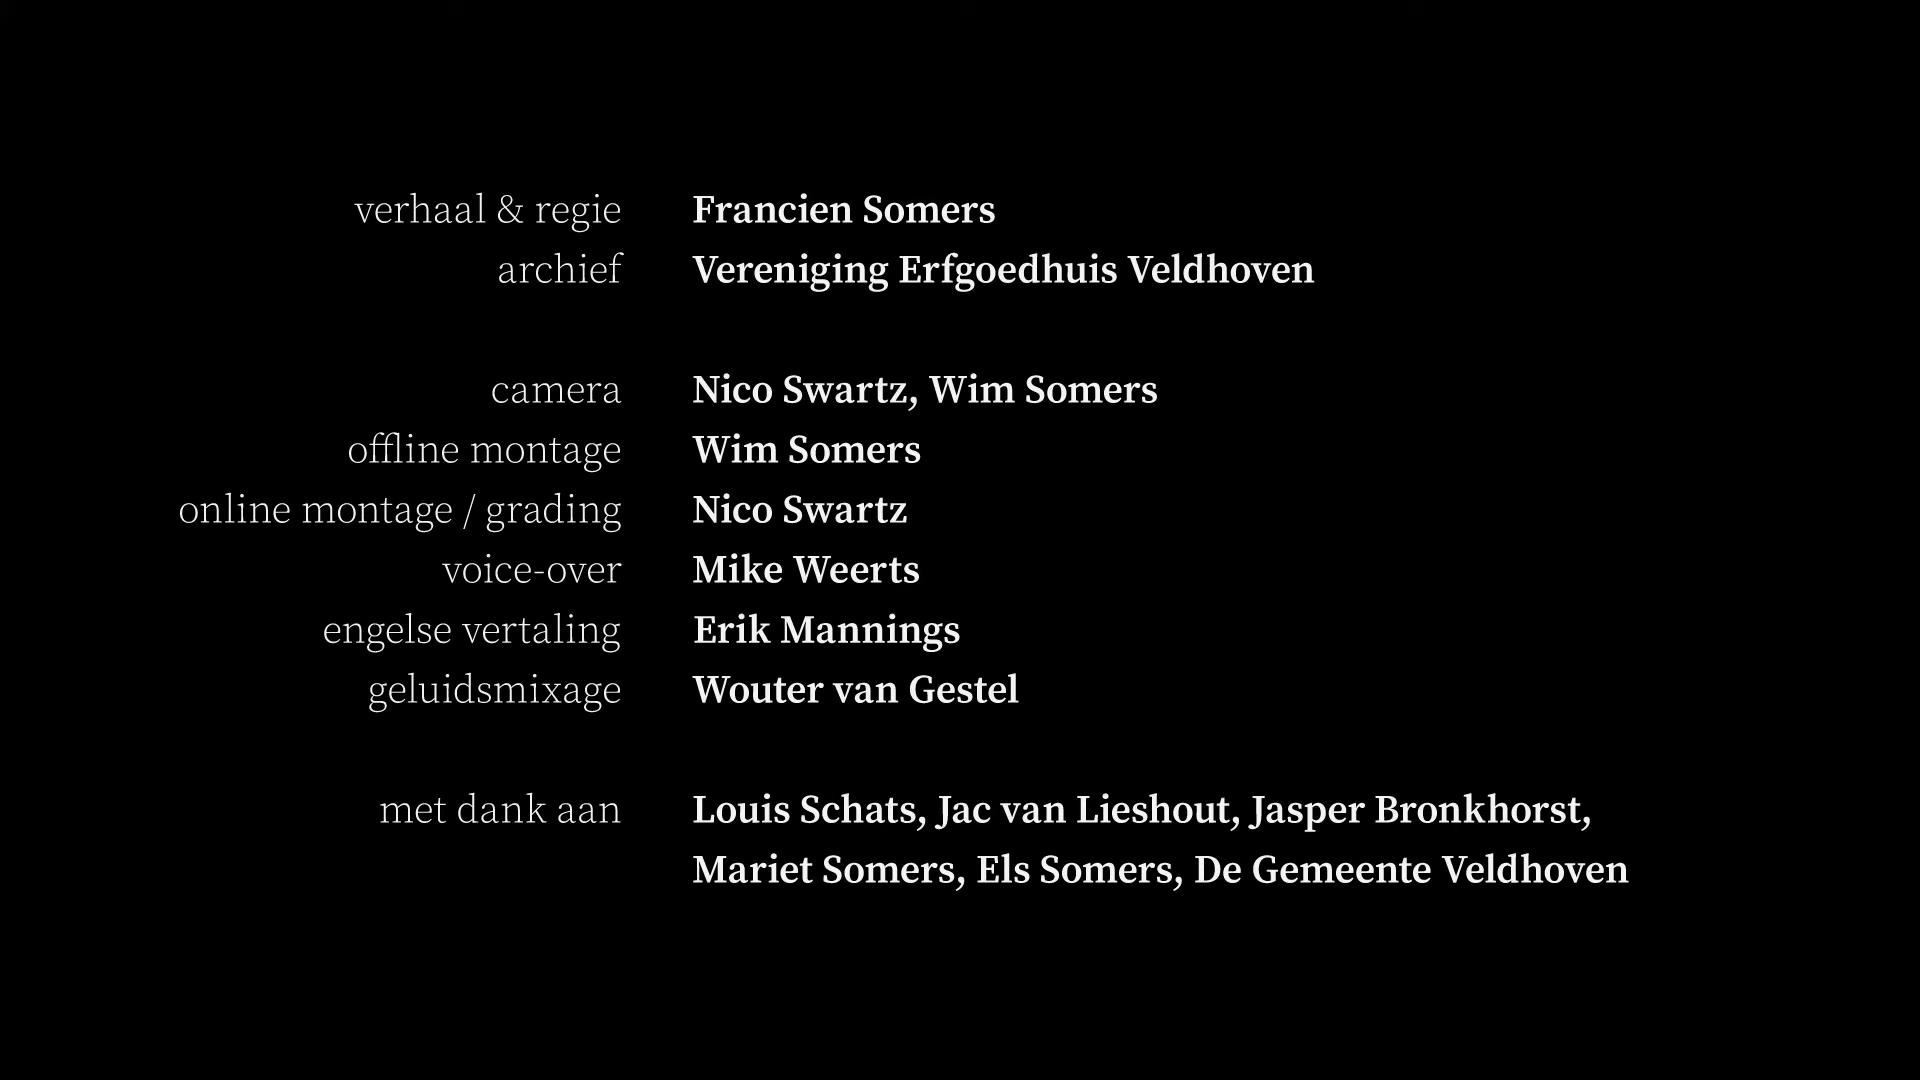 verhaal & regie Francien Somers
archief Vereniging Erfgoedhuis Veldhoven
camera Nico Swartz, Wim Somers
offline montage Wim Somers
online montage / grading Nico Swartz
voice-over Mike Weerts
engelse vertaling Erik Mannings
geluidsmixage Wouter van Gestel
met dank aan Louis Schats, Jac van Lieshout, Jasper Bronkhorst,
Mariet Somers, Els Somers, De Gemeente Veldhoven